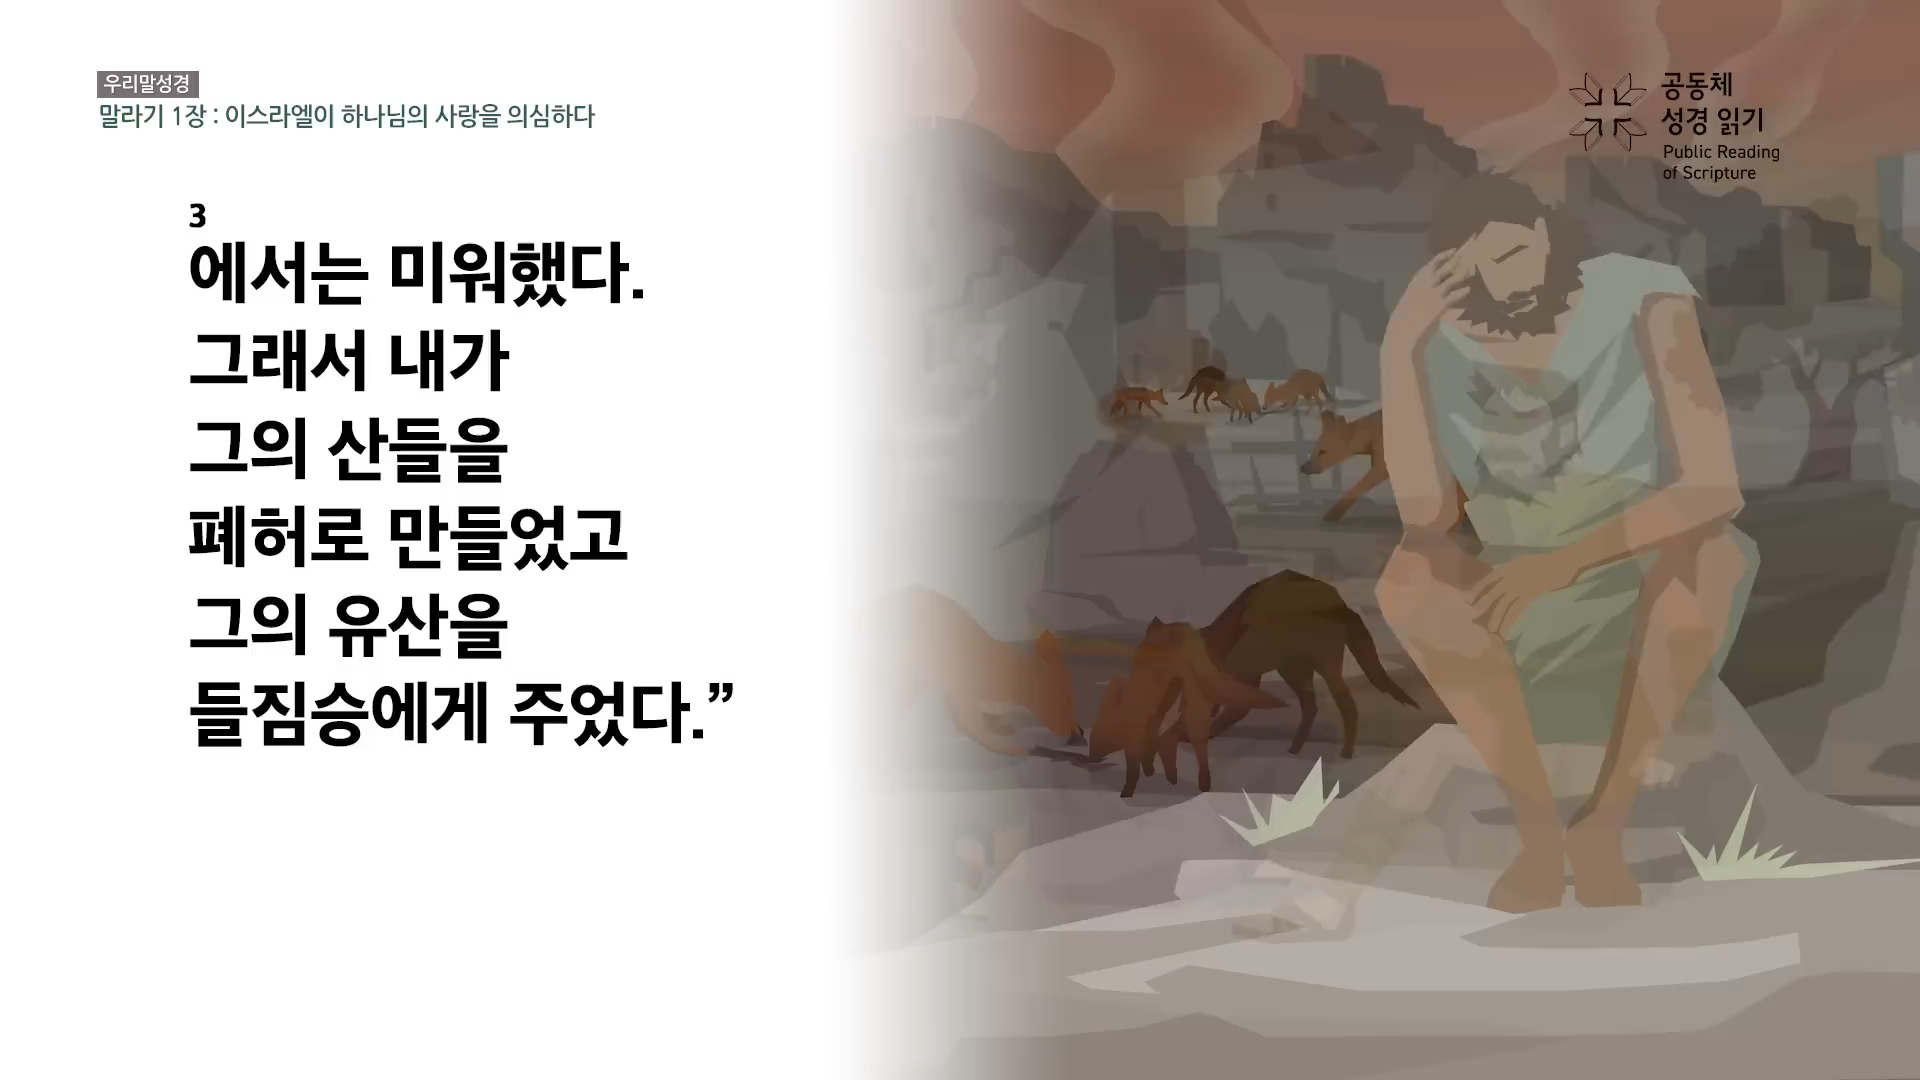 우리말성경
말라기 1장 : 이스라엘이 하나님의 사랑을 의심하다
공동체
성경 읽기
Public Reading
of Scripture
3
에서는 미워했다.
그래서 내가
그의 산들을
폐허로 만들었고
그의 유산을
들짐승에게 주었다.”